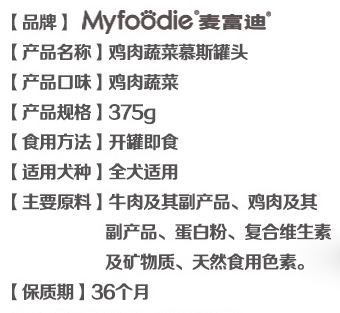 【品牌】 Myfoodie®麦富迪®
【产品名称】鸡肉蔬菜慕斯罐头
【产品口味】鸡肉蔬菜
【产品规格】375g
【食用方法】开罐即食
【适用犬种】全犬适用
【主要原料】牛肉及其副产品、鸡肉及其
副产品、蛋白粉、复合维生素
及矿物质、天然食用色素。
【保质期】36个月